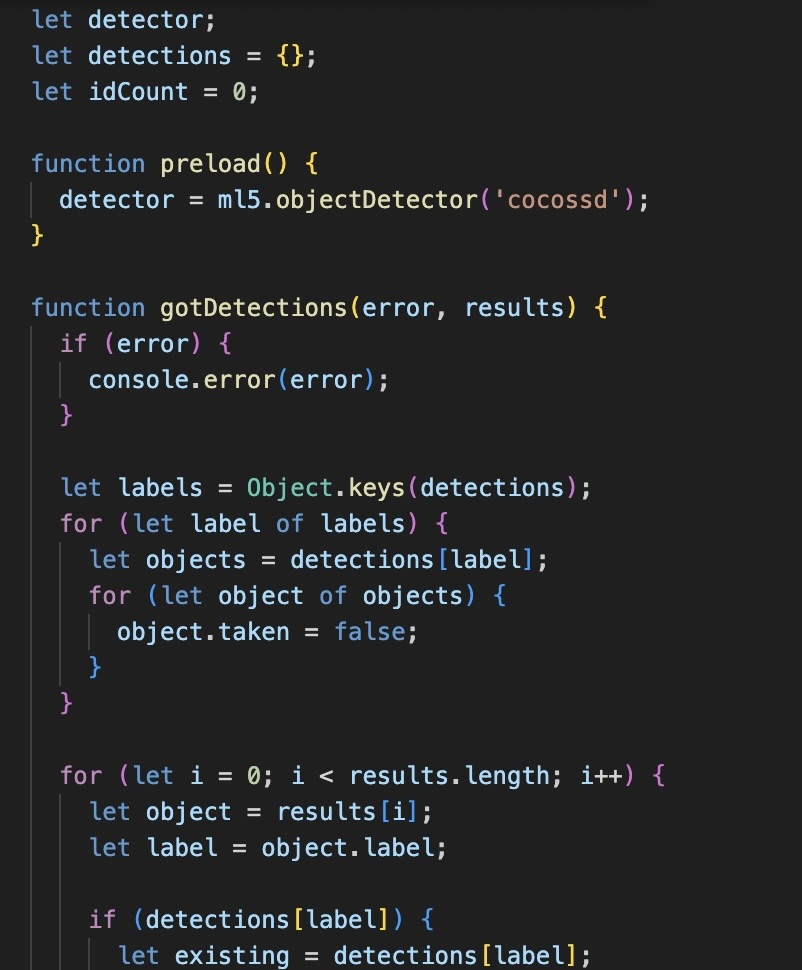 let detector;
let detections = {};
let idCount = 0;

function preload() {
  detector = ml5.objectDetector('cocossd');
}

function gotDetections(error, results) {
  if (error) {
    console.error(error);
  }

  let labels = Object.keys(detections);
  for (let label of labels) {
    let objects = detections[label];
    for (let object of objects) {
      object.taken = false;
    }
  }

  for (let i = 0; i < results.length; i++) {
    let object = results[i];
    let label = object.label;

    if (detections[label]) {
      let existing = detections[label];